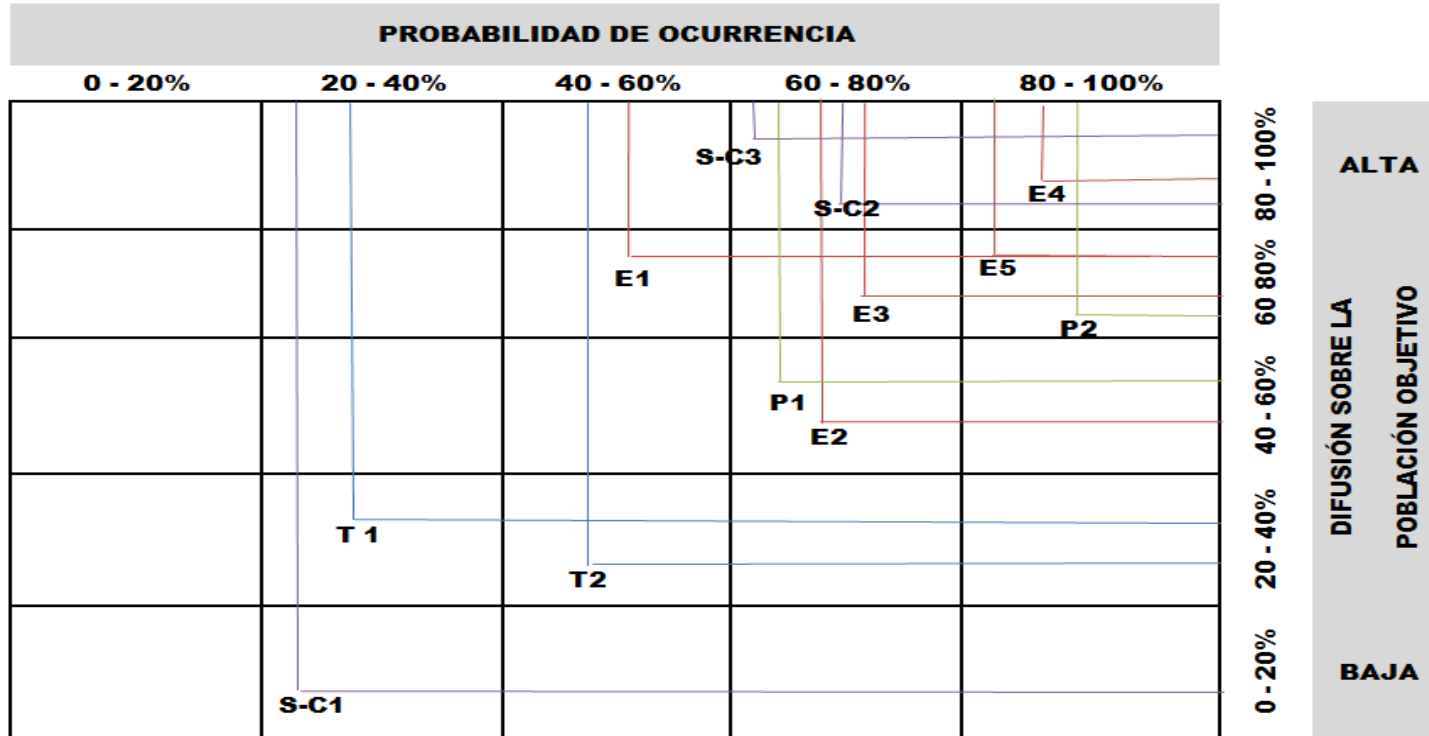 PROBABILIDAD DE OCURRENCIA
0 - 20%
20 - 40%
40 - 60%
60 - 80%
80 - 100%
S-C3
S-C2
E4
E1
E5
E3
P2
P1
E2
T 1
T2
S-C1
80 - 100%
60 80%
40 - 60%
20 - 40%
0 - 20%
ALTA
DIFUSIÓN SOBRE LA
POBLACIÓN OBJETIVO
BAJA